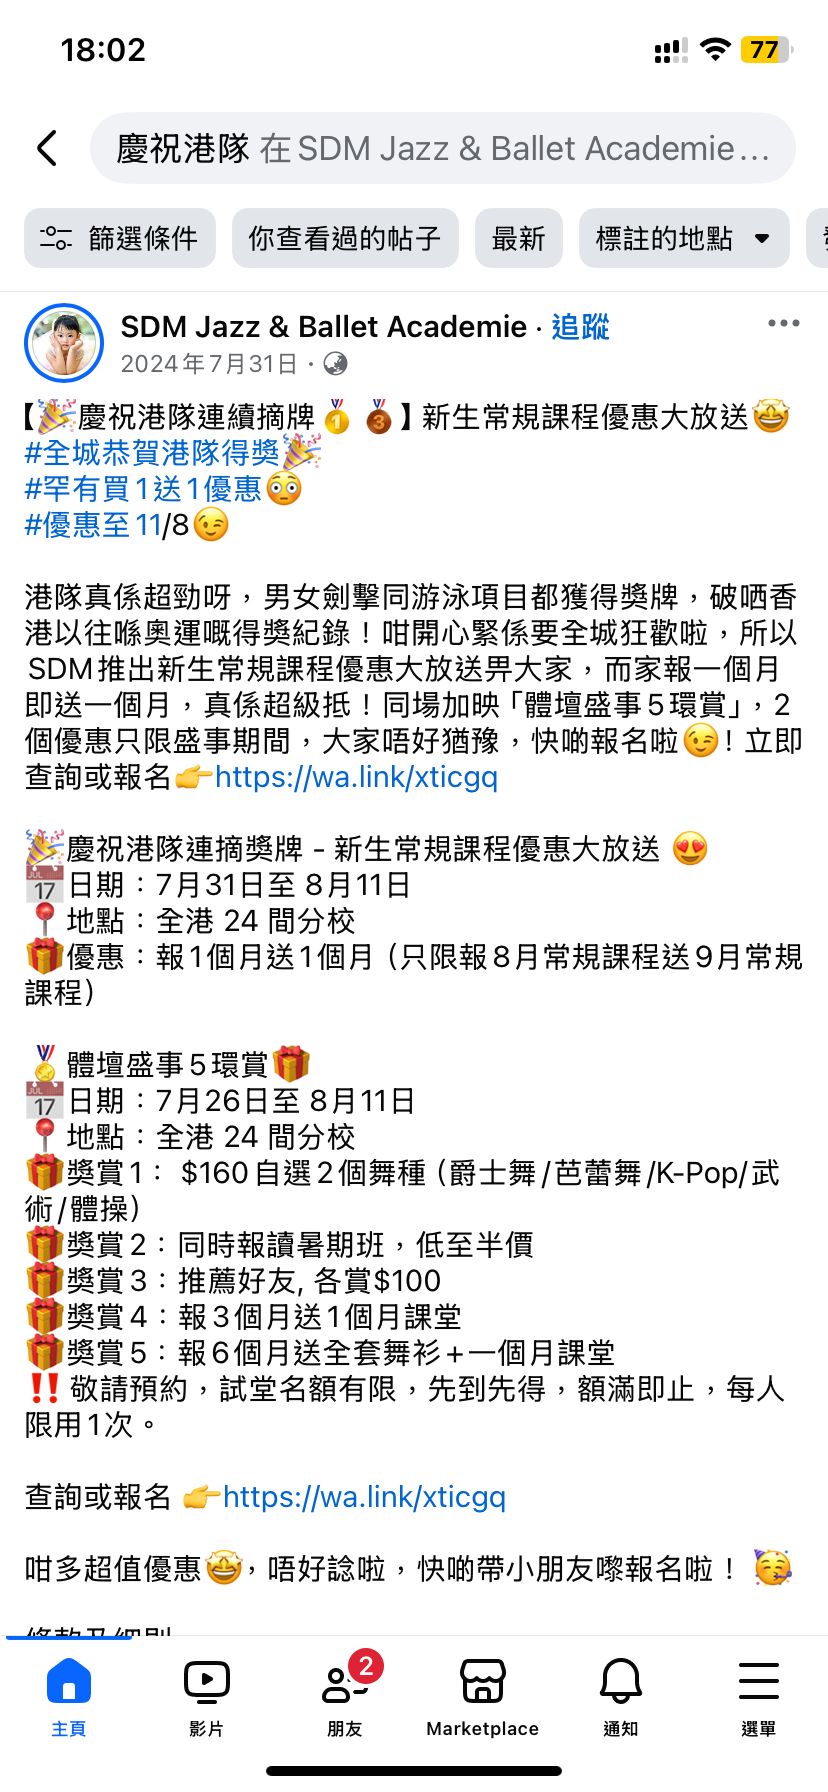 18:02
77
慶祝港隊 在 SDM Jazz & Ballet Academie...
篩選條件 你查看過的帖子 最新 標註的地點
SDM Jazz & Ballet Academie · 追蹤
2024年7月31日 ·
【🎉慶祝港隊連續摘牌🥇🥉】新生常規課程優惠大放送🤩
#全城恭賀港隊得獎🎉
#罕有買1送1優惠😳
#優惠至11/8😉
港隊真係超勁呀，男女劍擊同游泳項目都獲得獎牌，破哂香
港以往喺奧運嘅得獎紀錄！咁開心緊係要全城狂歡啦，所以
SDM推出新生常規課程優惠大放送畀大家，而家報一個月
即送一個月，真係超級抵！同場加映「體壇盛事5環賞」，2
個優惠只限盛事期間，大家唔好猶豫，快啲報名啦😉！立即
查詢或報名👉https://wa.link/xticgq
🎉慶祝港隊連摘獎牌 - 新生常規課程優惠大放送 😍
📅日期：7月31日至 8月11日
📍地點：全港 24 間分校
🎁優惠：報1個月送1個月（只限報8月常規課程送9月常規
課程）
🏅體壇盛事5環賞🎁
📅日期：7月26日至 8月11日
📍地點：全港 24 間分校
🎁獎賞1： $160自選2個舞種（爵士舞/芭蕾舞/K-Pop/武
術/體操）
🎁獎賞2：同時報讀暑期班，低至半價
🎁獎賞3：推薦好友, 各賞$100
🎁獎賞4：報3個月送1個月課堂
🎁獎賞5：報6個月送全套舞衫+一個月課堂
‼️敬請預約，試堂名額有限，先到先得，額滿即止，每人
限用1次。
查詢或報名 👉https://wa.link/xticgq
咁多超值優惠🤩，唔好諗啦，快啲帶小朋友嚟報名啦！ 🥳
條款及細則
2
主頁 影片 朋友 Marketplace 通知 選單